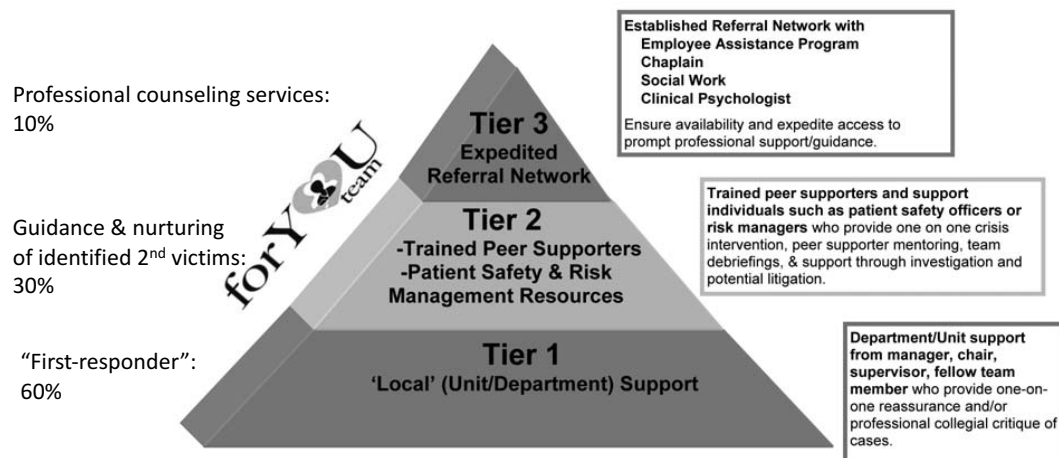 Professional counseling services:
10%
Guidance & nurturing
of identified 2nd victims:
30%
“First-responder”:
60%
forYOU
team
Tier 3
Expedited
Referral Network
Tier 2
-Trained Peer Supporters
-Patient Safety & Risk
Management Resources
Tier 1
‘Local’ (Unit/Department) Support
Established Referral Network with
Employee Assistance Program
Chaplain
Social Work
Clinical Psychologist
Ensure availability and expedite access to
prompt professional support/guidance.
Trained peer supporters and support
individuals such as patient safety officers or
risk managers who provide one on one crisis
intervention, peer supporter mentoring, team
debriefings, & support through investigation and
potential litigation.
Department/Unit support
from manager, chair,
supervisor, fellow team
member who provide one-on-
one reassurance and/or
professional collegial critique of
cases.